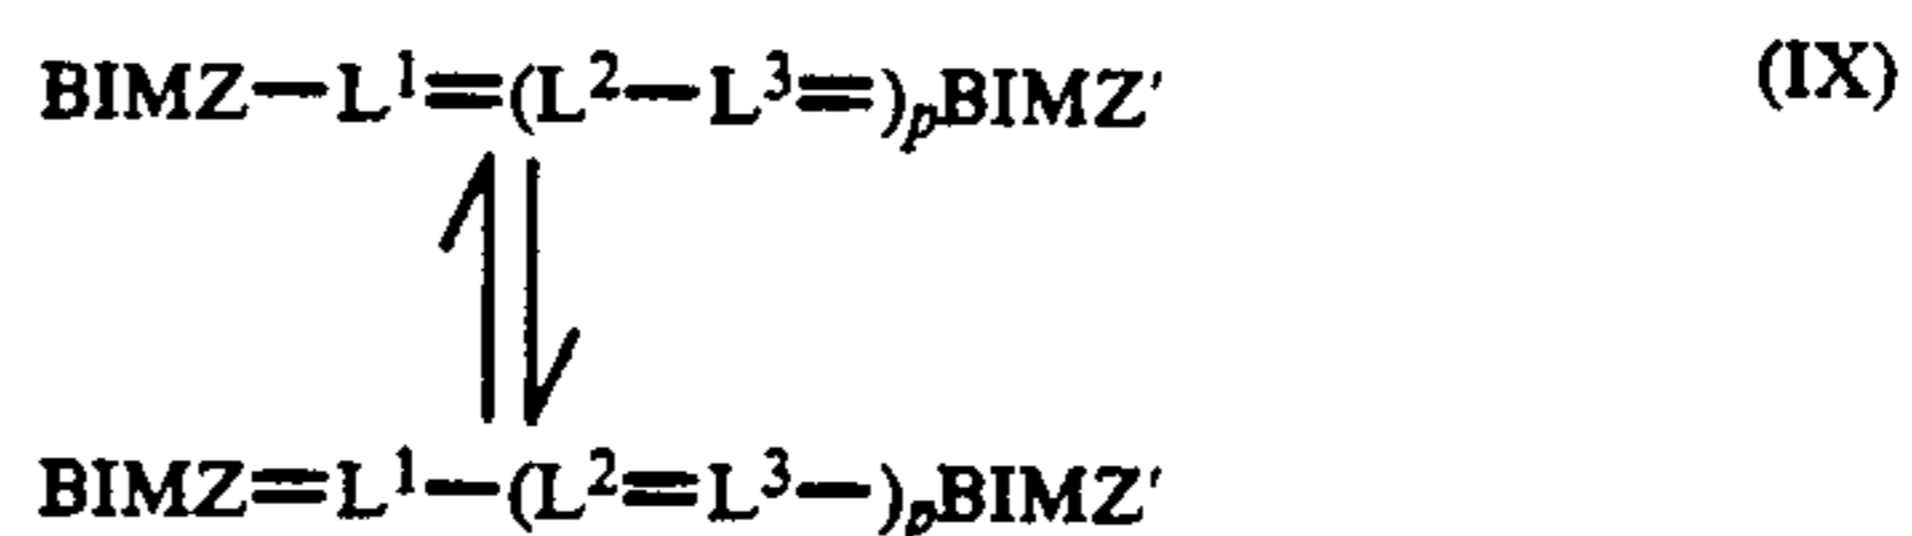 BIMZ—L¹=(L²—L³=)ₚBIMZ′ (IX)
BIMZ=L¹—(L²=L³—)ₚBIMZ′